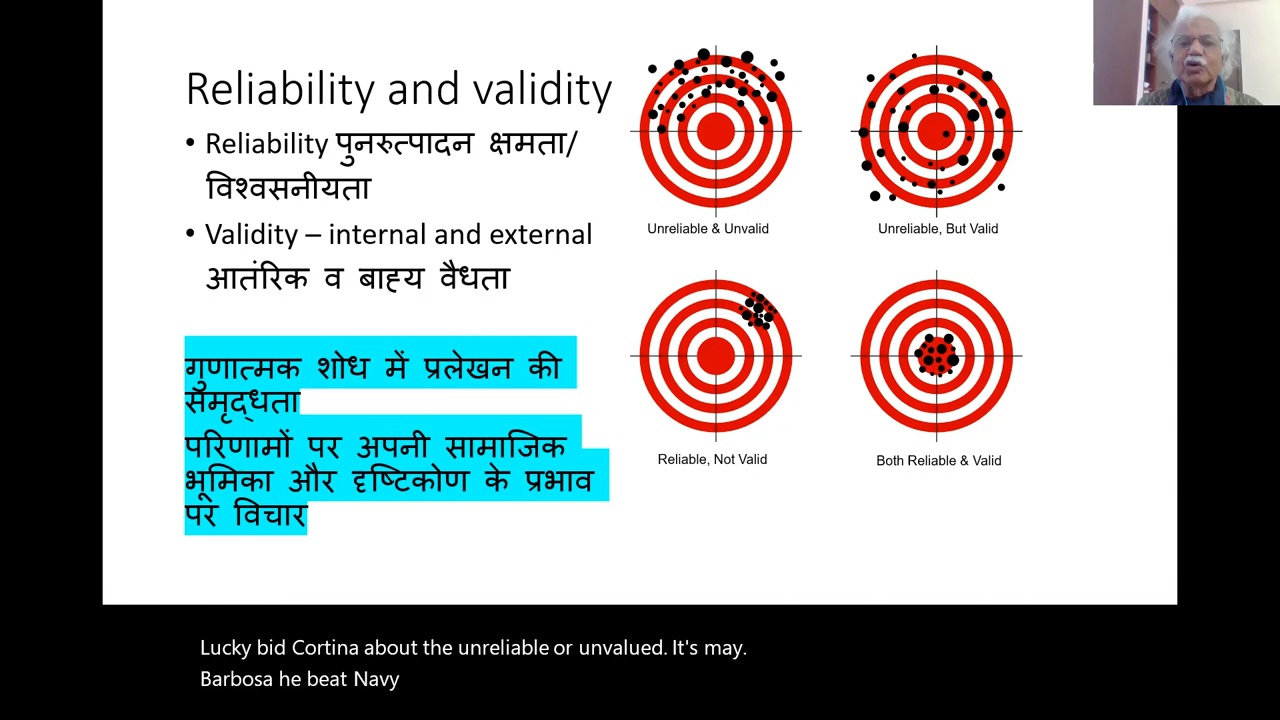 Reliability and validity
• Reliability पुनरुत्पादन क्षमता/
विश्वसनीयता
• Validity – internal and external
आतंरिक व बाह्य वैधता
गुणात्मक शोध में प्रलेखन की
समृद्धता
परिणामों पर अपनी सामाजिक
भूमिका और दृष्टिकोण के प्रभाव
पर विचार
Unreliable & Unvalid
Unreliable, But Valid
Reliable, Not Valid
Both Reliable & Valid
Lucky bid Cortina about the unreliable or unvalued. It's may.
Barbosa he beat Navy